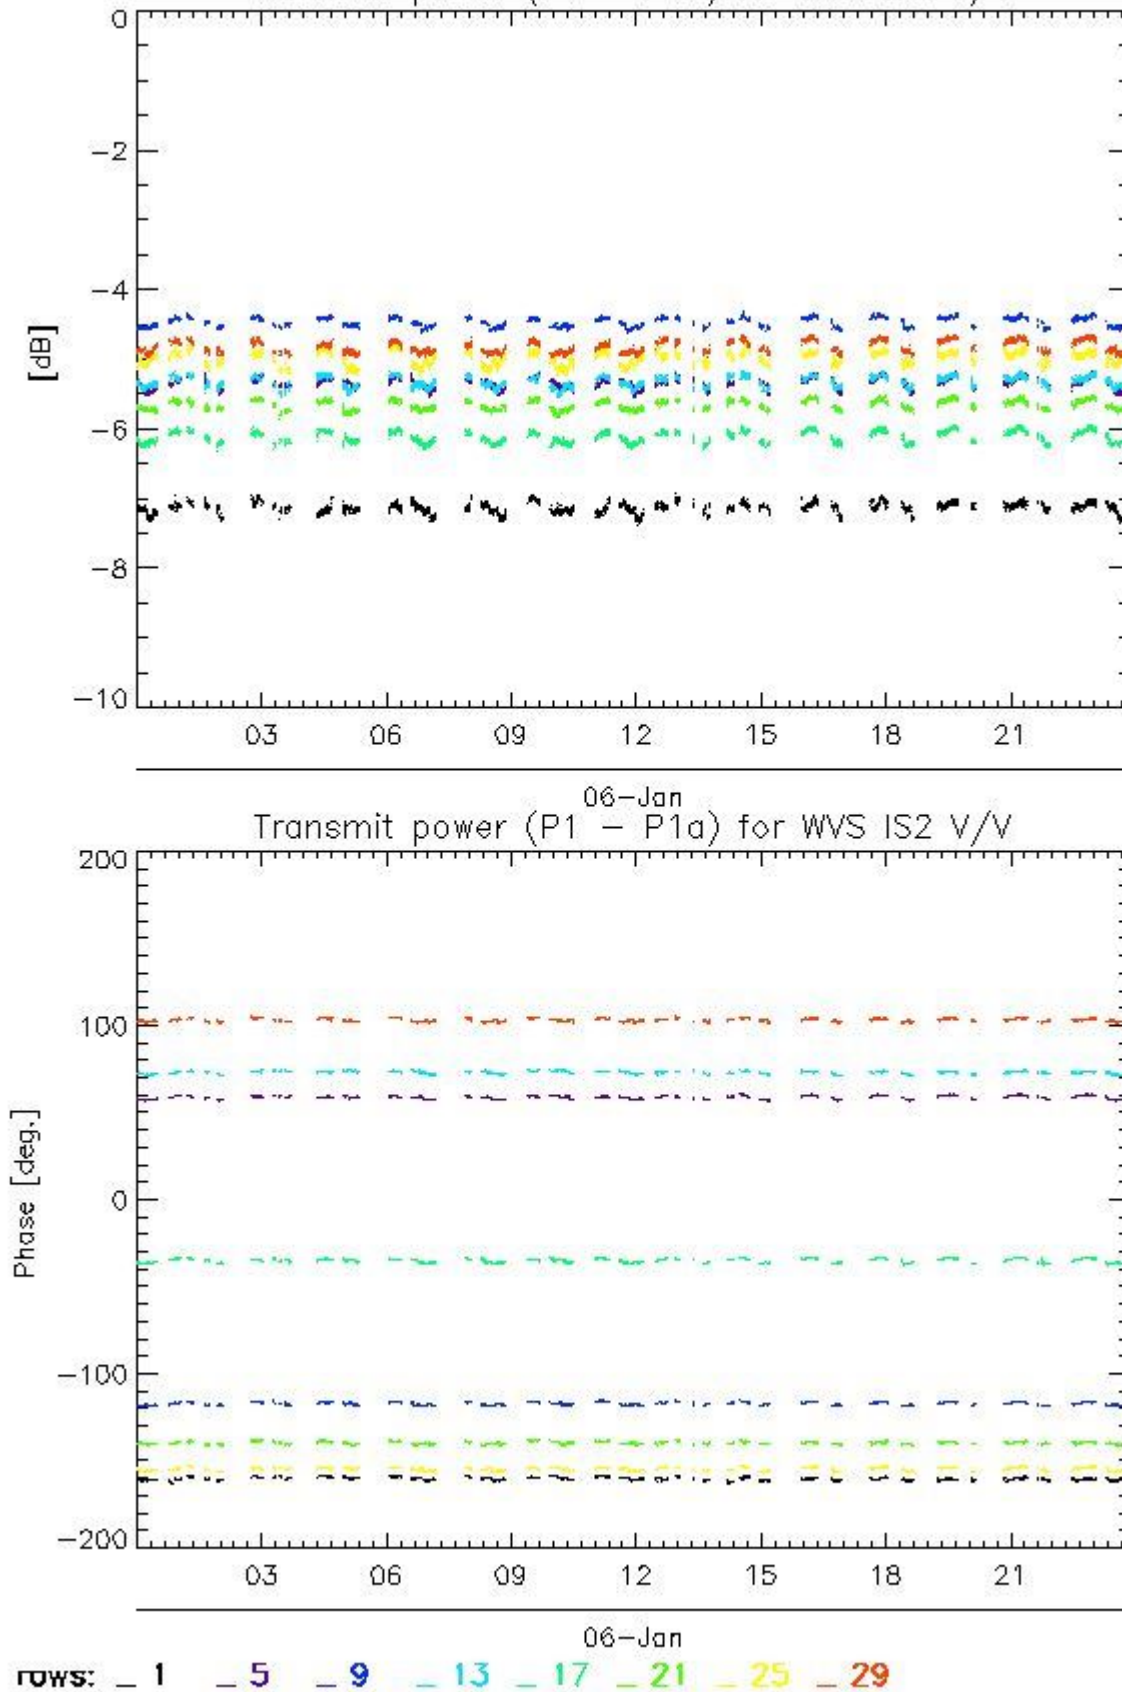 0
-2
-4
[dB]
-6
-8
-10
03 06 09 12 15 18 21
06-Jan
Transmit power (P1 - P1a) for WVS IS2 V/V
200
100
Phase [deg.]
0
-100
-200
03 06 09 12 15 18 21
06-Jan
rows: _ 1 _ 5 _ 9 _ 13 _ 17 _ 21 _ 25 _ 29